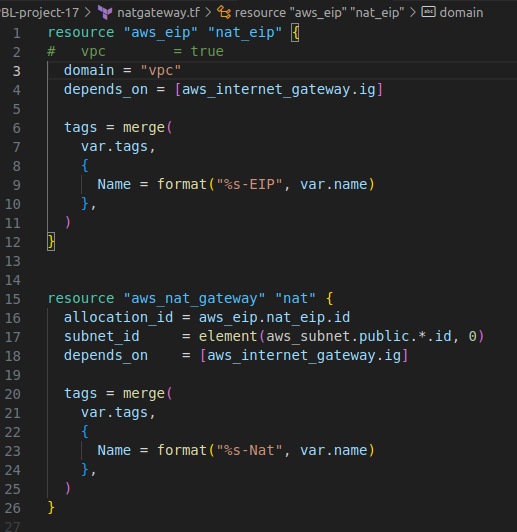 PBL-project-17 > natgateway.tf > resource "aws_eip" "nat_eip" > domain
1 resource "aws_eip" "nat_eip" {
2 #   vpc        = true
3   domain = "vpc"
4   depends_on = [aws_internet_gateway.ig]
5
6   tags = merge(
7     var.tags,
8     {
9       Name = format("%s-EIP", var.name)
10     },
11   )
12 }
13
14
15 resource "aws_nat_gateway" "nat" {
16   allocation_id = aws_eip.nat_eip.id
17   subnet_id     = element(aws_subnet.public.*.id, 0)
18   depends_on    = [aws_internet_gateway.ig]
19
20   tags = merge(
21     var.tags,
22     {
23       Name = format("%s-Nat", var.name)
24     },
25   )
26 }
27